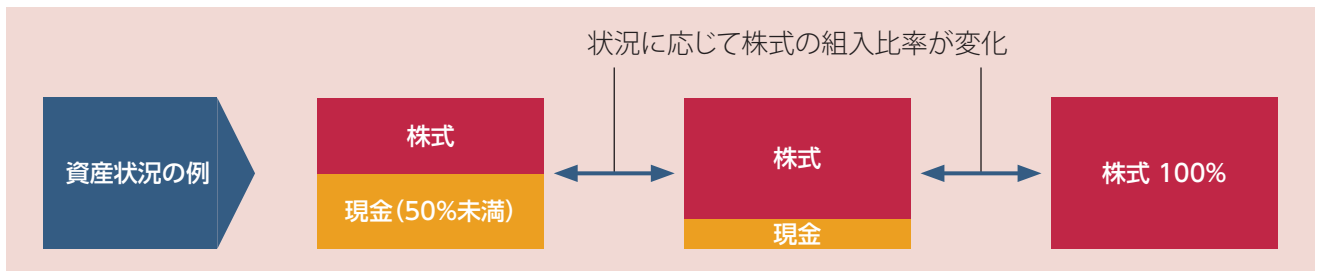 状況に応じて株式の組入比率が変化
資産状況の例
株式
現金(50%未満)
株式
現金
株式 100%